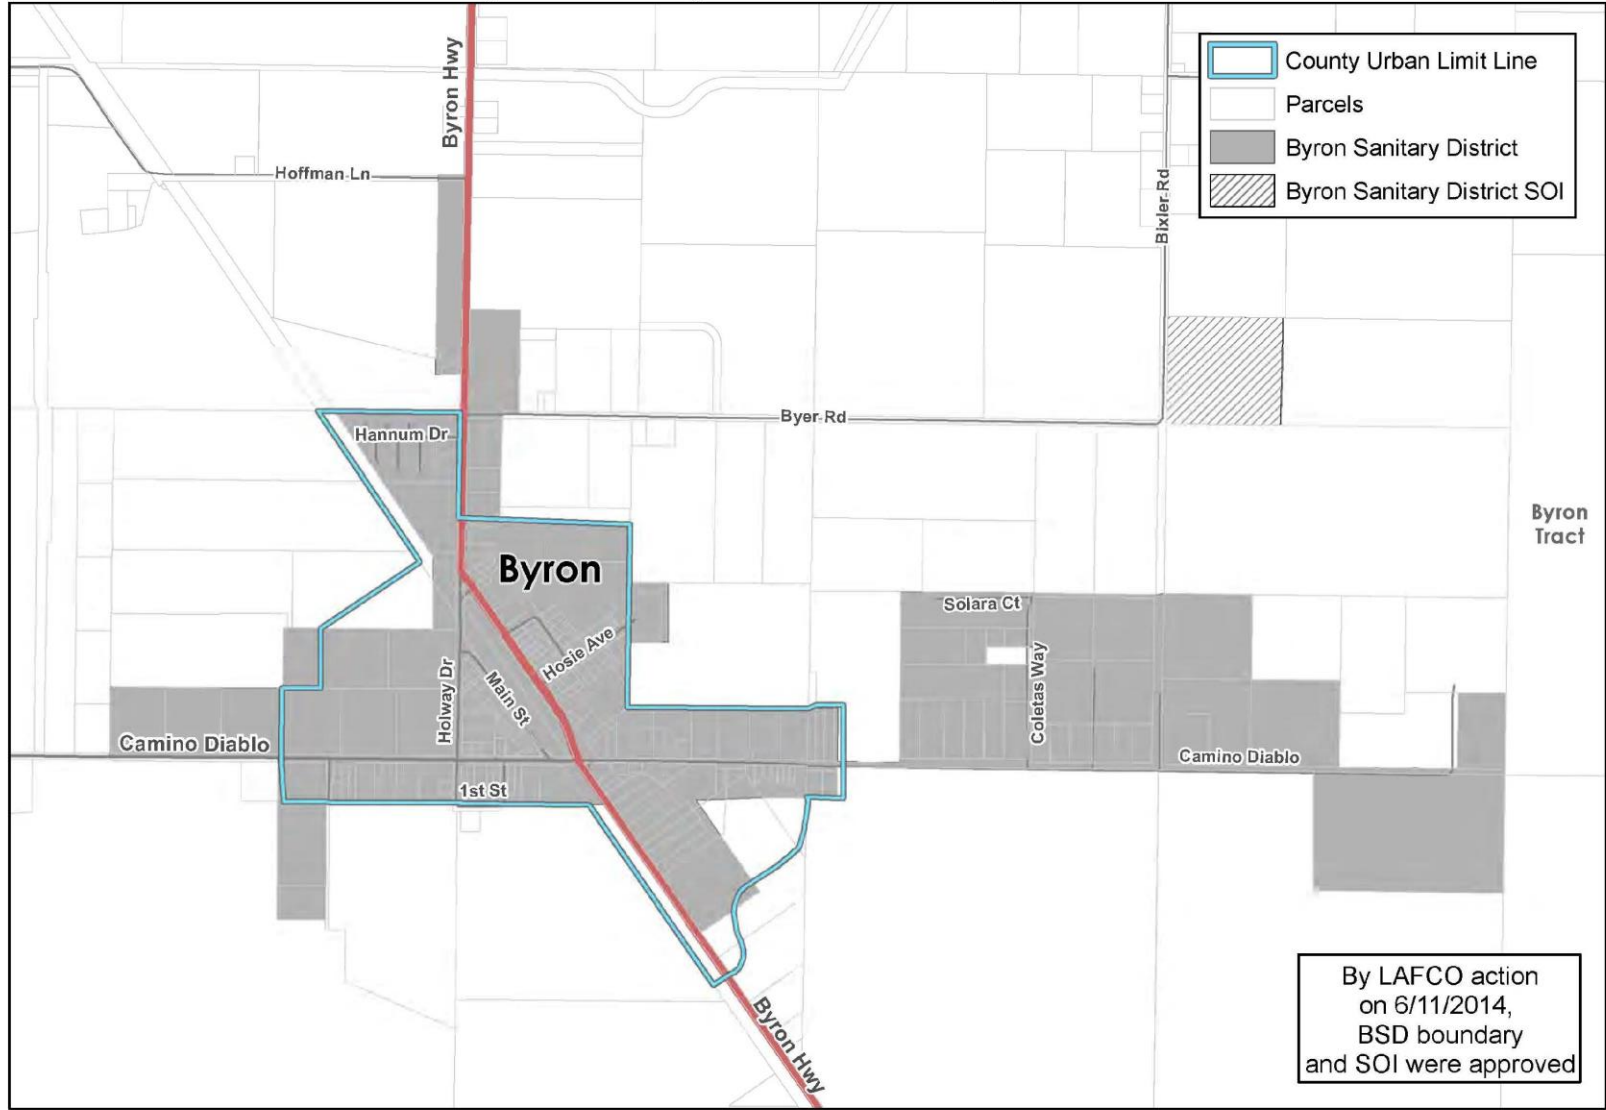 Byron Hwy
County Urban Limit Line
Parcels
Byron Sanitary District
Byron Sanitary District SOI
Hoffman Ln
Bixler Rd
Byer Rd
Hannum Dr
Byron
Tract
Byron
Solara Ct
Hosie Ave
Holway Dr
Main St
Coletas Way
Camino Diablo
Camino Diablo
1st St
By LAFCO action
on 6/11/2014,
BSD boundary
and SOI were approved
Byron Hwy